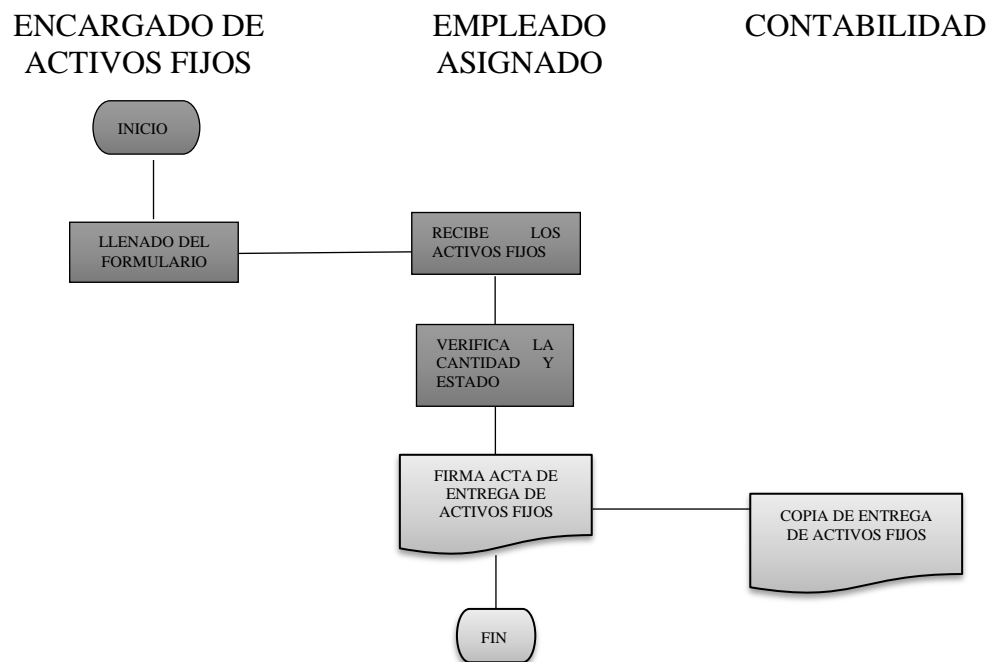 ENCARGADO DE
ACTIVOS FIJOS
EMPLEADO
ASIGNADO
CONTABILIDAD
INICIO
LLENADO DEL
FORMULARIO
RECIBE LOS
ACTIVOS FIJOS
VERIFICA LA
CANTIDAD Y
ESTADO
FIRMA ACTA DE
ENTREGA DE
ACTIVOS FIJOS
COPIA DE ENTREGA
DE ACTIVOS FIJOS
FIN